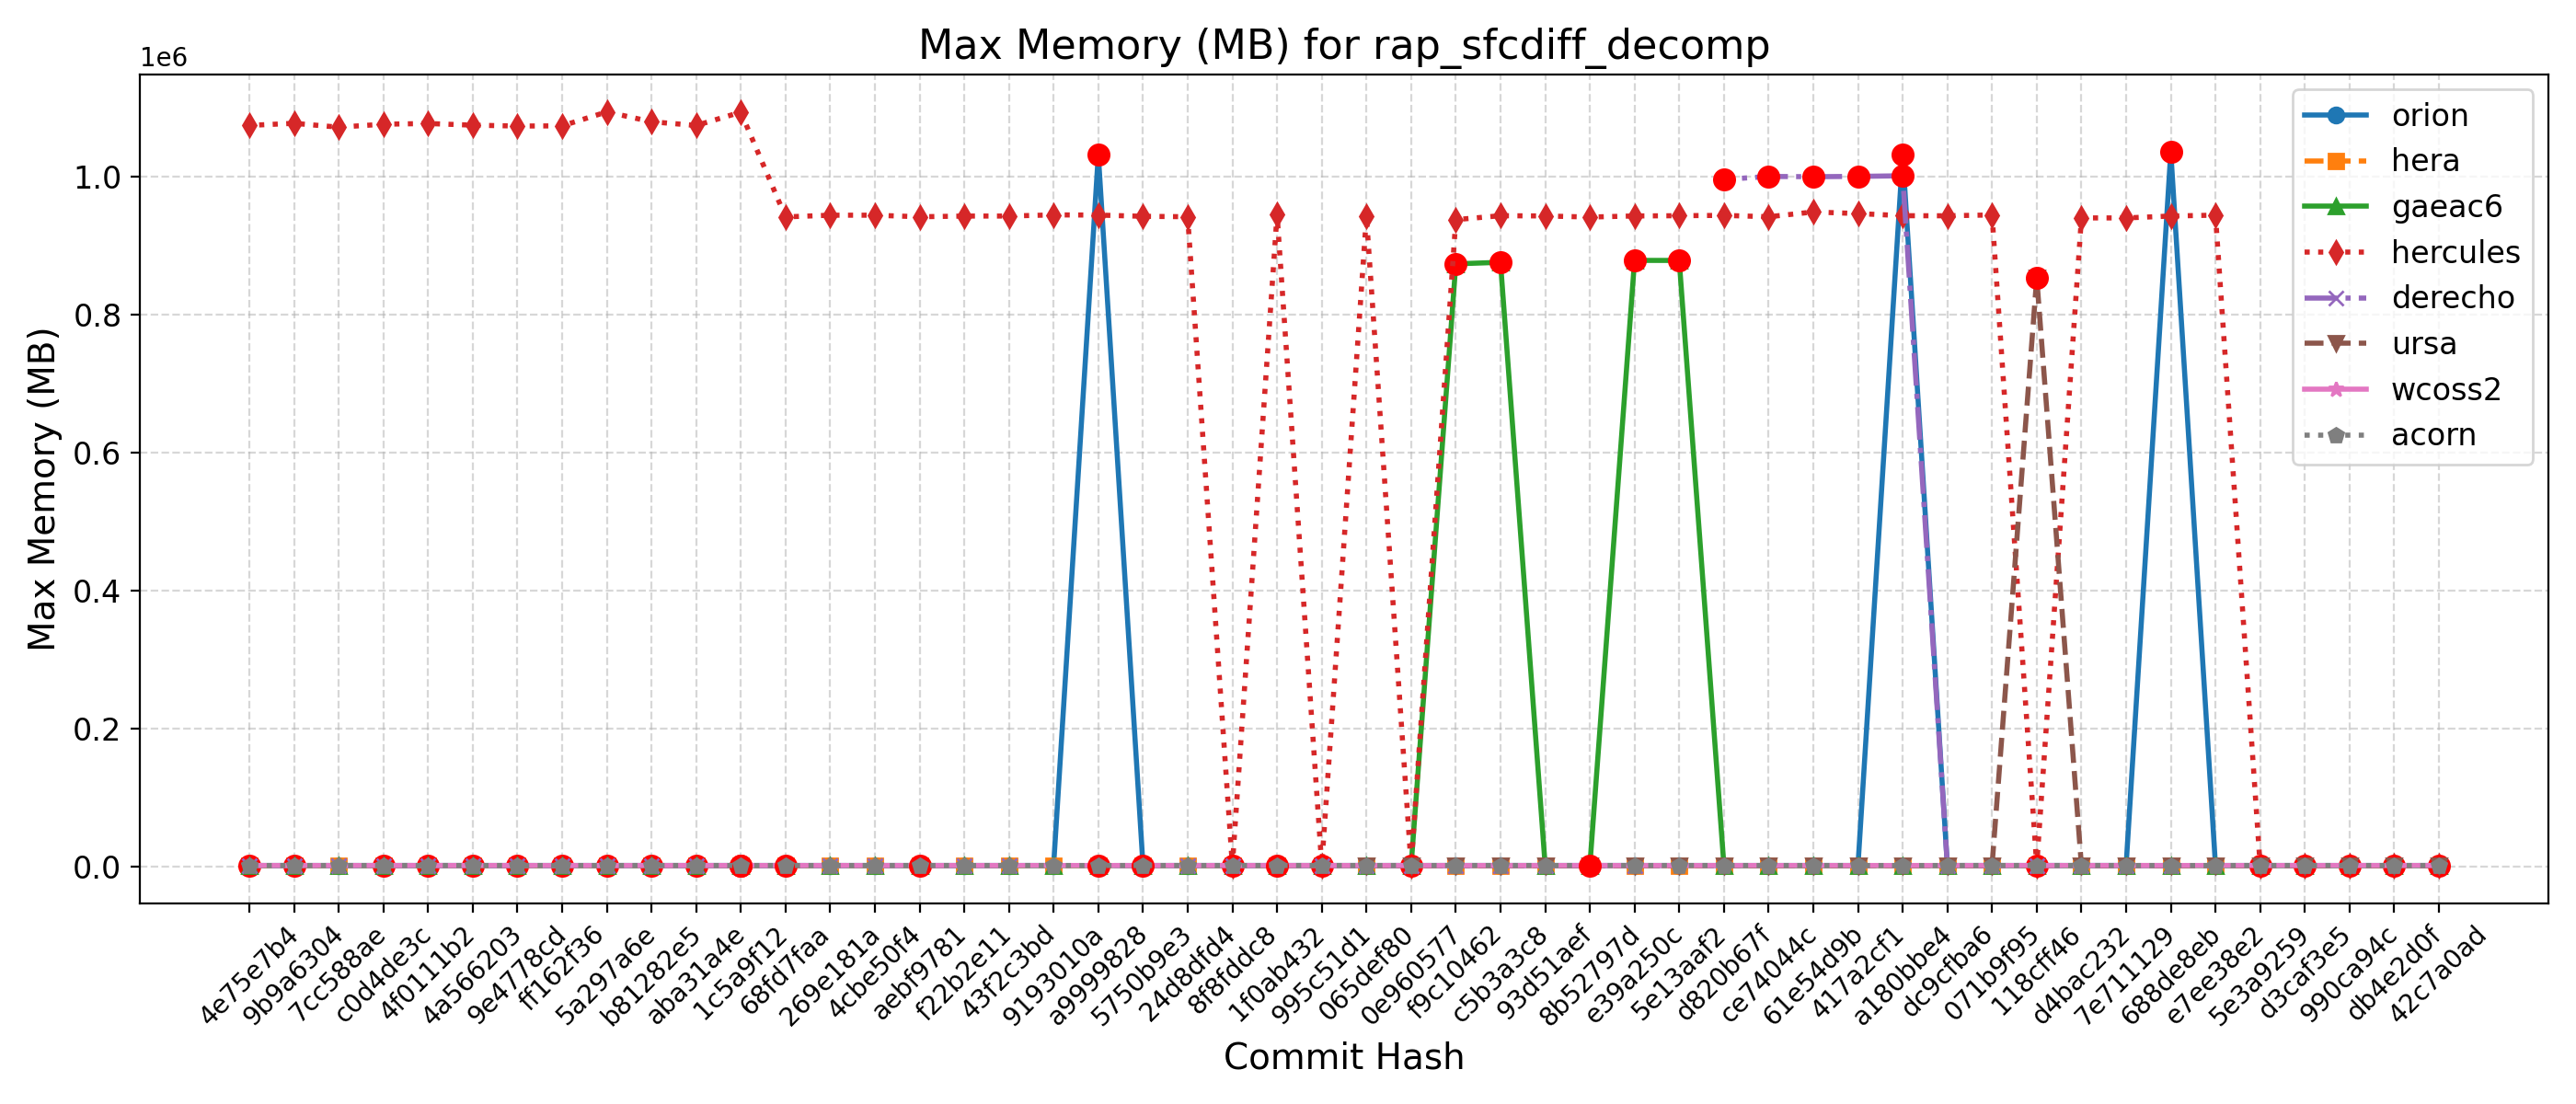 Max Memory (MB) for rap_sfcdiff_decomp
1e6
1.0
0.8
0.6
0.4
0.2
0.0
Max Memory (MB)
orion
hera
gaeac6
hercules
derecho
ursa
wcoss2
acorn
4e75e7b4
9b9a6304
7cc588ae
c0d4de3c
4f0111b2
4a566203
9e4778cd
ff162f36
5a297a6e
b81282e5
aba31a4e
1c5a9f12
68fd7faa
269e181a
4cbe50f4
aebf9781
f22b2e11
43f2c3bd
9193010a
a9999828
5750b9e3
24d8dfd4
8f8fddc8
1f0ab432
995c51d1
065def80
0e960577
f9c10462
c5b3a3c8
93d51aef
8b52797d
e39a250c
5e13aaf2
d820b67f
ce74044c
61e54d9b
417a2cf1
a180bbe4
dc9cfba6
071b9f95
118cff46
d4bac232
7e711129
688de8eb
e7ee38e2
5e3a9259
d3caf3e5
990ca94c
db4e2d0f
42c7a0ad
Commit Hash